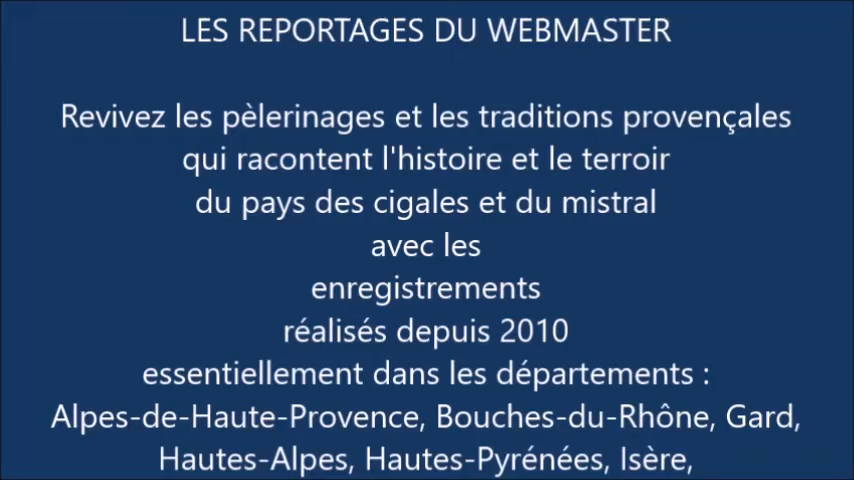 LES REPORTAGES DU WEBMASTER
Revivez les pèlerinages et les traditions provençales
qui racontent l'histoire et le terroir
du pays des cigales et du mistral
avec les
enregistrements
réalisés depuis 2010
essentiellement dans les départements :
Alpes-de-Haute-Provence, Bouches-du-Rhône, Gard,
Hautes-Alpes, Hautes-Pyrénées, Isère,